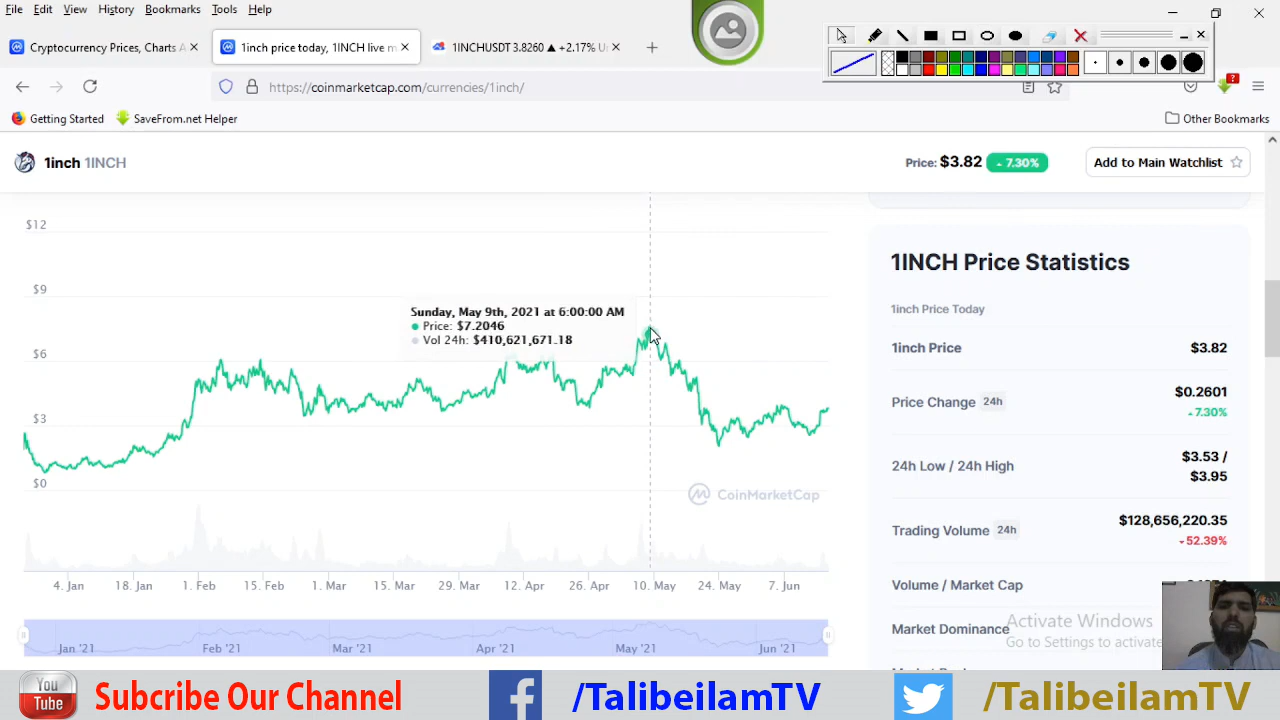 File Edit View History Bookmarks Tools Help
Cryptocurrency Prices, Charts A
1inch price today, 1INCH live m
1INCHUSDT 3.8260 ▲ +2.17% U
https://coinmarketcap.com/currencies/1inch/
Getting Started
SaveFrom.net Helper
Other Bookmarks
1inch 1INCH
Price: $3.82
7.30%
Add to Main Watchlist
$12
$9
$6
$3
$0
Sunday, May 9th, 2021 at 6:00:00 AM
Price: $7.2046
Vol 24h: $410,621,671.18
CoinMarketCap
4. Jan 18. Jan 1. Feb 15. Feb 1. Mar 15. Mar 29. Mar 12. Apr 26. Apr 10. May 24. May 7. Jun
Jan '21 Feb '21 Mar '21 Apr '21 May '21 Jun '21
1INCH Price Statistics
1inch Price Today
1inch Price $3.82
Price Change 24h $0.2601
7.30%
24h Low / 24h High $3.53 /
$3.95
Trading Volume 24h $128,656,220.35
52.39%
Volume / Market Cap
Market Dominance
Activate Windows
Go to Settings to activate
You
Tube
Subcribe Our Channel
/TalibeilamTV
/TalibeilamTV